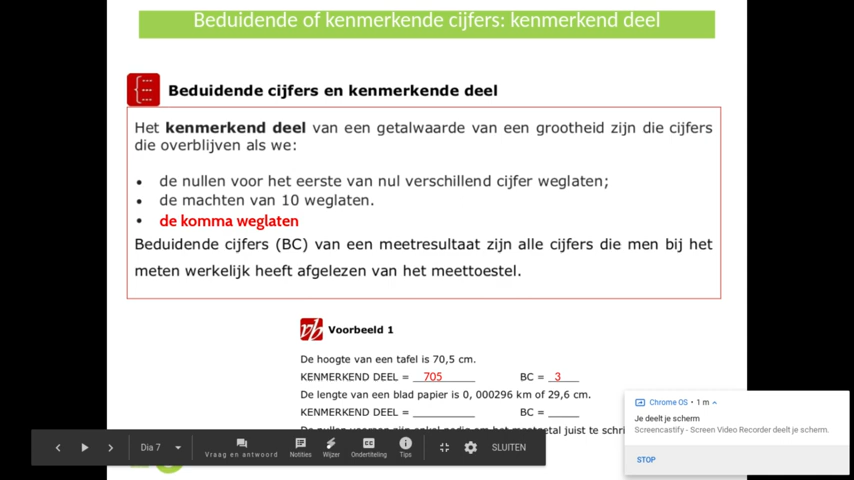 Beduidende of kenmerkende cijfers: kenmerkend deel
Beduidende cijfers en kenmerkende deel
Het kenmerkend deel van een getalwaarde van een grootheid zijn die cijfers
die overblijven als we:
• de nullen voor het eerste van nul verschillend cijfer weglaten;
• de machten van 10 weglaten.
• de komma weglaten
Beduidende cijfers (BC) van een meetresultaat zijn alle cijfers die men bij het
meten werkelijk heeft afgelezen van het meettoestel.
vb Voorbeeld 1
De hoogte van een tafel is 70,5 cm.
KENMERKEND DEEL = 705 BC = 3
De lengte van een blad papier is 0, 000296 km of 29,6 cm.
KENMERKEND DEEL = ________ BC = ____
Chrome OS • 1 m
Je deelt je scherm
Screencastify - Screen Video Recorder deelt je scherm.
STOP
Dia 7
Vraag en antwoord
Notities
Wijzer
Ondertiteling
Tips
SLUITEN